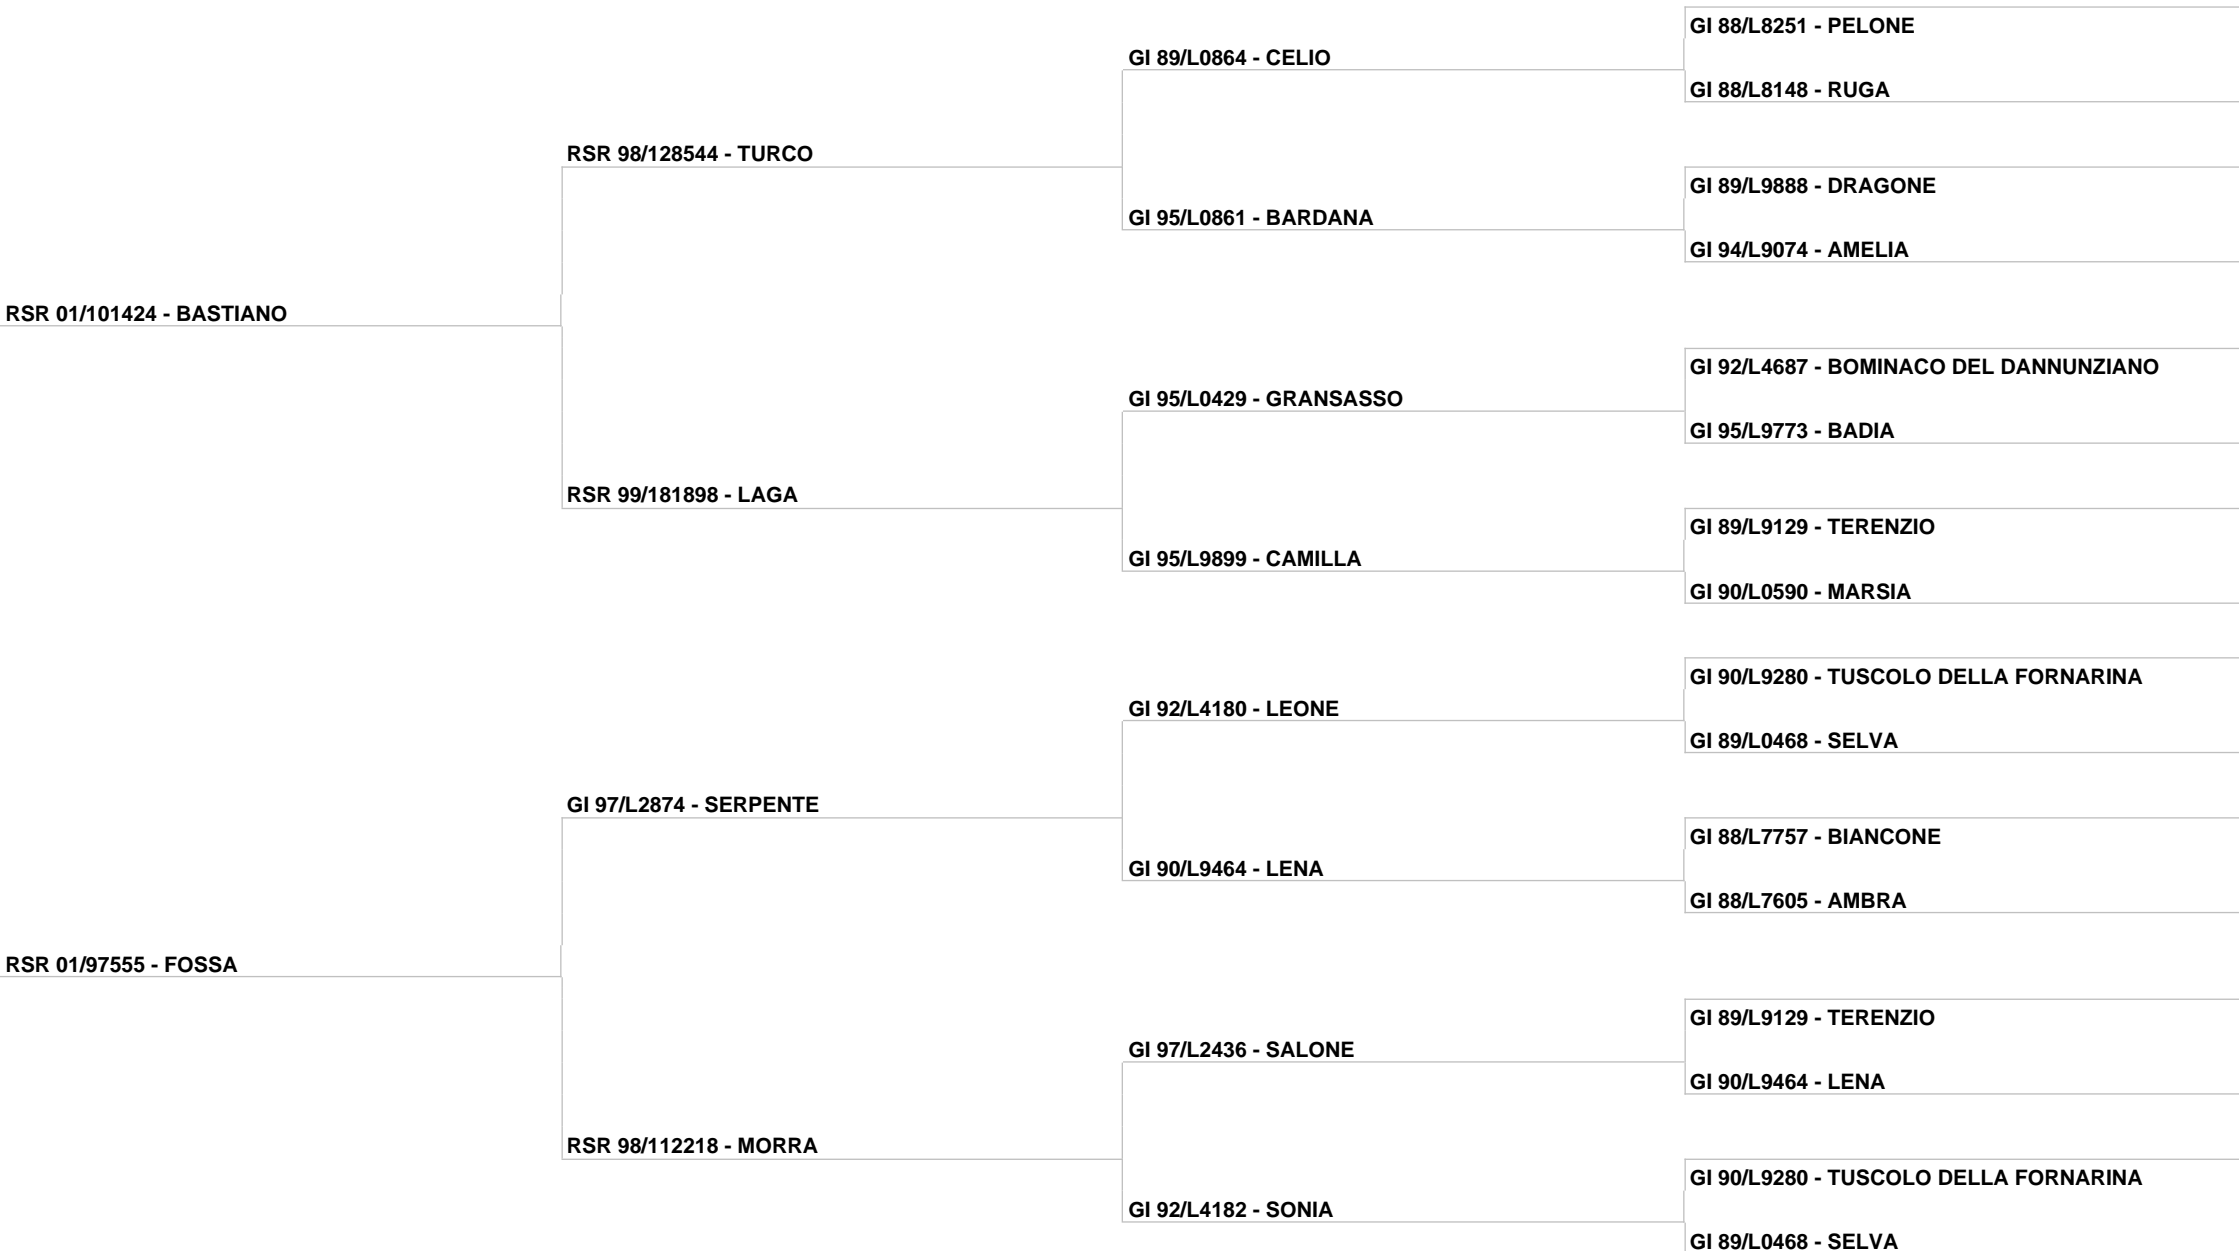 GI 88/L8251 - PELONE
GI 89/L0864 - CELIO
GI 88/L8148 - RUGA
RSR 98/128544 - TURCO
GI 89/L9888 - DRAGONE
GI 95/L0861 - BARDANA
GI 94/L9074 - AMELIA
RSR 01/101424 - BASTIANO
GI 92/L4687 - BOMINACO DEL DANNUNZIANO
GI 95/L0429 - GRANSASSO
GI 95/L9773 - BADIA
RSR 99/181898 - LAGA
GI 89/L9129 - TERENZIO
GI 95/L9899 - CAMILLA
GI 90/L0590 - MARSIA
GI 90/L9280 - TUSCOLO DELLA FORNARINA
GI 92/L4180 - LEONE
GI 89/L0468 - SELVA
GI 97/L2874 - SERPENTE
GI 88/L7757 - BIANCONE
GI 90/L9464 - LENA
GI 88/L7605 - AMBRA
RSR 01/97555 - FOSSA
GI 89/L9129 - TERENZIO
GI 97/L2436 - SALONE
GI 90/L9464 - LENA
RSR 98/112218 - MORRA
GI 90/L9280 - TUSCOLO DELLA FORNARINA
GI 92/L4182 - SONIA
GI 89/L0468 - SELVA